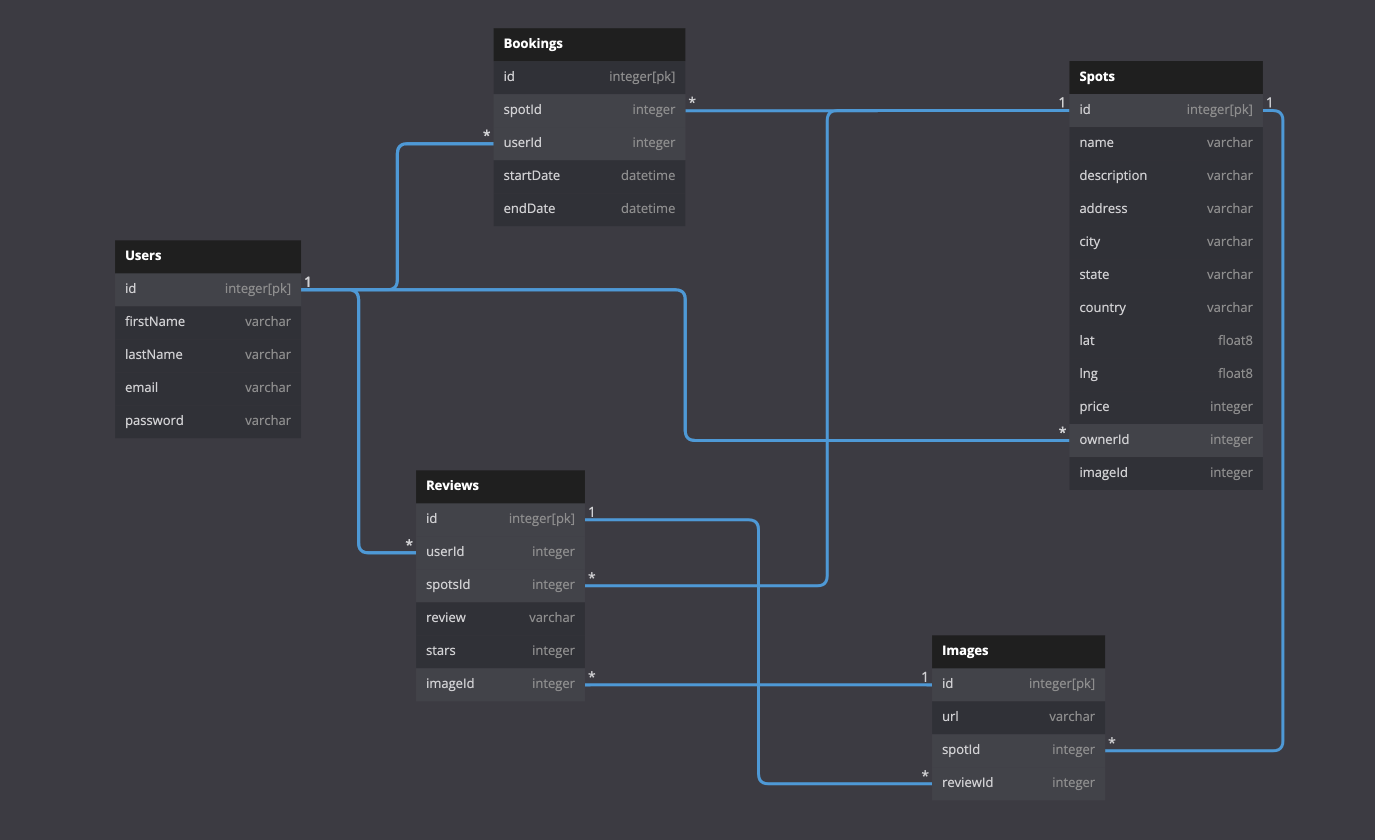 Bookings
id integer[pk]
spotId integer *
* userId integer
startDate datetime
endDate datetime
Spots
1 id integer[pk] 1
name varchar
description varchar
address varchar
city varchar
state varchar
country varchar
lat float8
lng float8
price integer
* ownerId integer
imageId integer
Users
id integer[pk] 1
firstName varchar
lastName varchar
email varchar
password varchar
Reviews
id integer[pk] 1
* userId integer
spotsId integer *
review varchar
stars integer
imageId integer *
Images
1 id integer[pk]
url varchar
spotId integer *
* reviewId integer